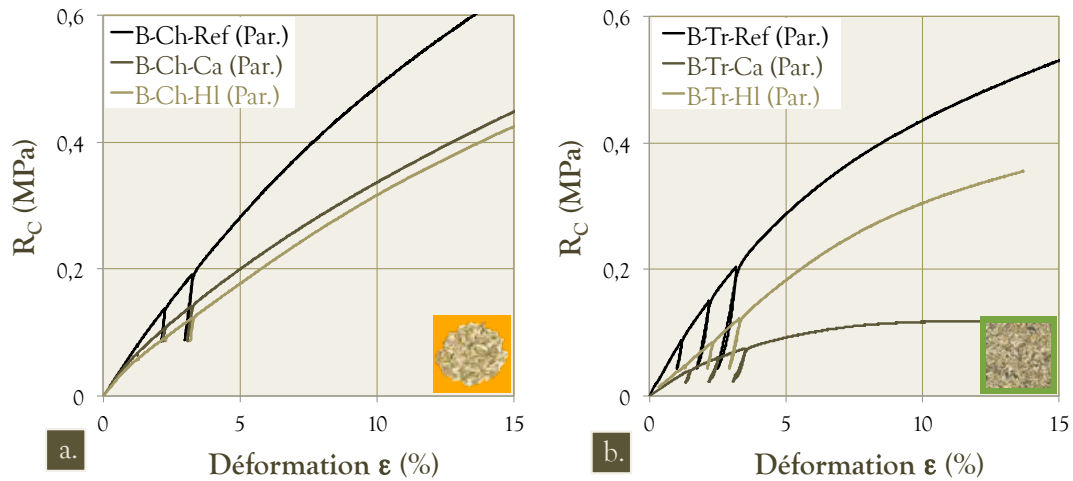 0,6
0,4
0,2
0
R_C (MPa)
B-Ch-Ref (Par.)
B-Ch-Ca (Par.)
B-Ch-Hl (Par.)
0
5
10
15
a.
Déformation ε (%)
0,6
0,4
0,2
0
R_C (MPa)
B-Tr-Ref (Par.)
B-Tr-Ca (Par.)
B-Tr-Hl (Par.)
0
5
10
15
b.
Déformation ε (%)